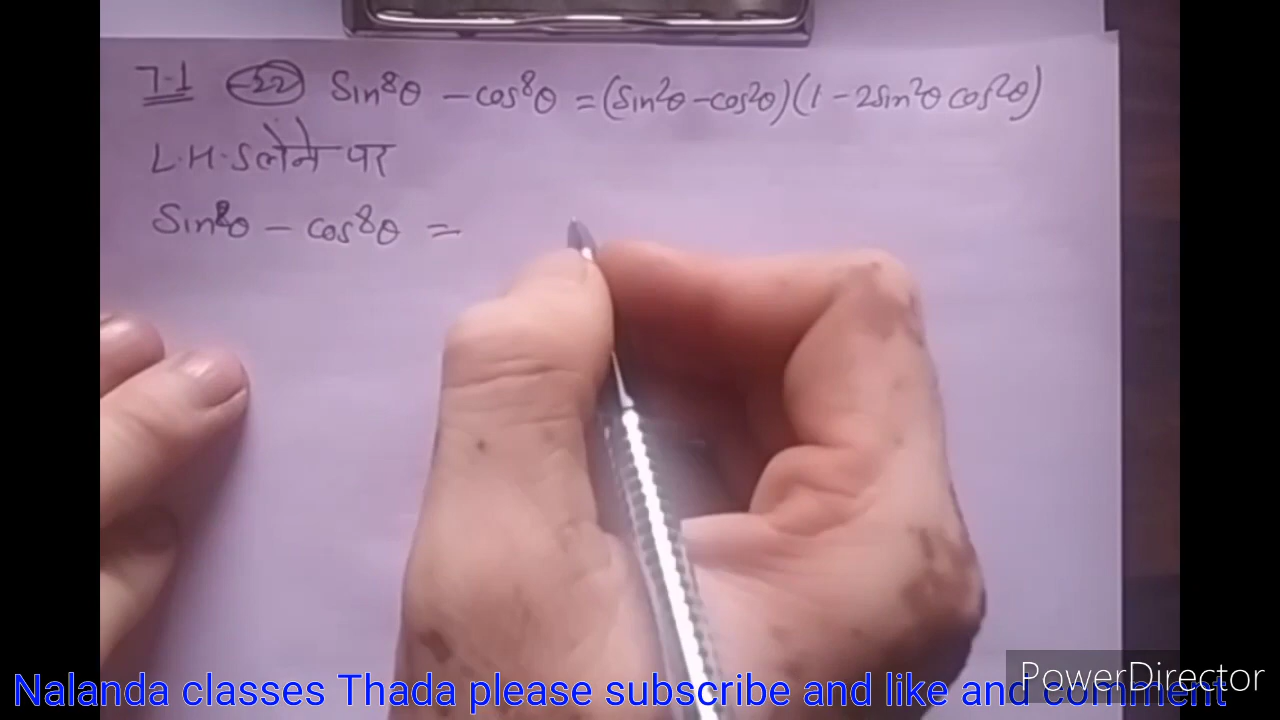 7.1 22 Sin⁸θ - cos⁸θ = (Sin²θ - cos²θ)(1 - 2sin²θ cos²θ)
L.H.S लेने पर
Sin⁸θ - cos⁸θ =
PowerDirector
Nalanda classes Thada please subscribe and like and comment